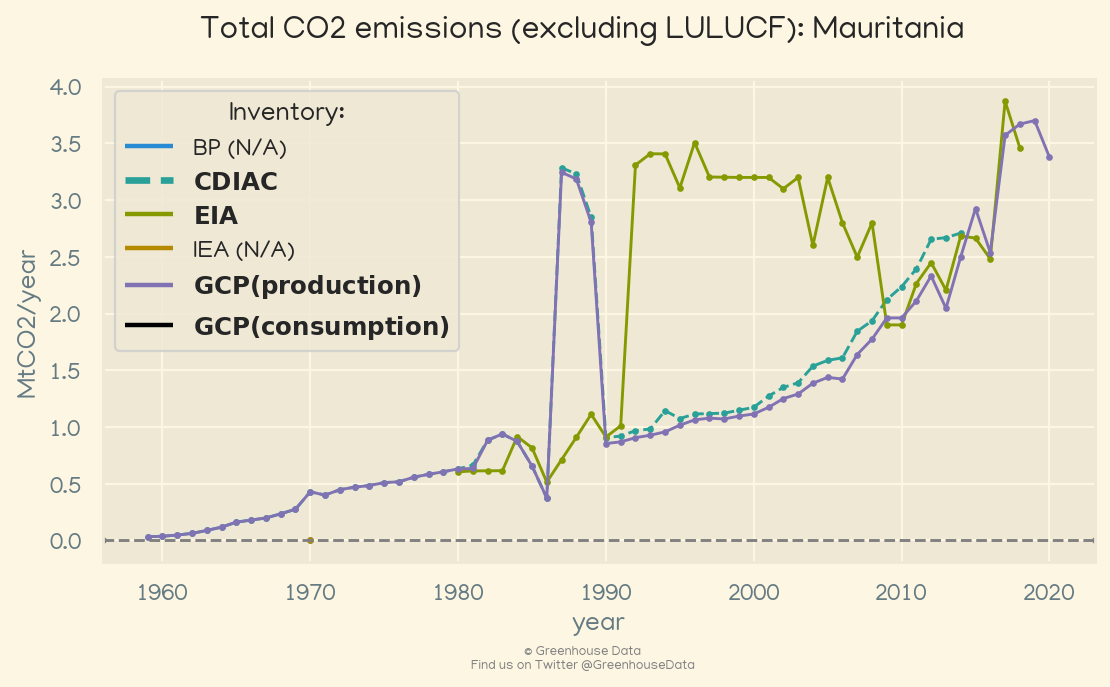 Total CO2 emissions (excluding LULUCF): Mauritania
4.0
3.5
3.0
2.5
2.0
1.5
1.0
0.5
0.0
MtCO2/year
Inventory:
BP (N/A)
CDIAC
EIA
IEA (N/A)
GCP(production)
GCP(consumption)
1960 1970 1980 1990 2000 2010 2020
year
© Greenhouse Data
Find us on Twitter @GreenhouseData